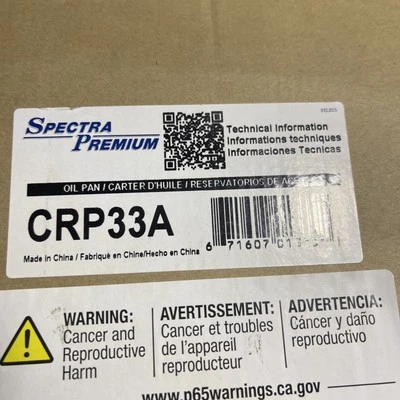 SPECTRA
PREMIUM
Technical Information
Informations techniques
Informaciones Tecnicas
OIL PAN / CARTER D'HUILE / RESERVATORIOS DE
CRP33A
6 71607
Made in China / Fabriqué en Chine/Hecho en China
WARNING:
Cancer and
Reproductive
Harm
AVERTISSEMENT:
Cancer et troubles
de l'appareil
reproducteur
ADVERTENCIA:
Cáncer y daño
reproductivo
www.p65warnings.ca.gov